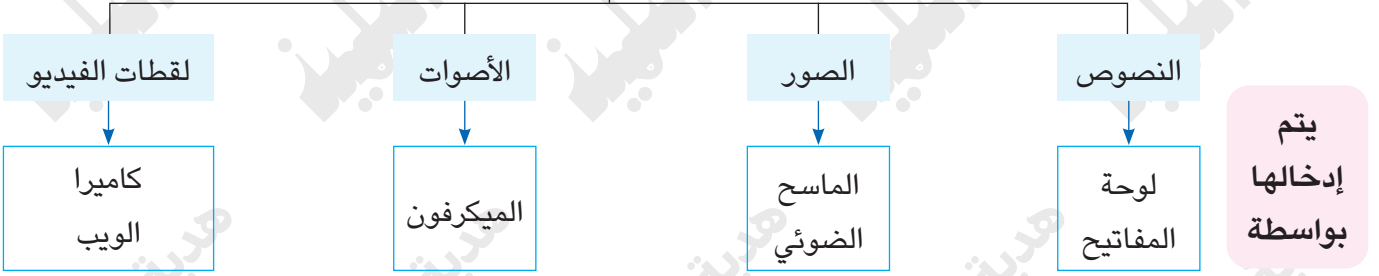 النصوص
الصور
الأصوات
لقطات الفيديو
يتم
إدخالها
بواسطة
لوحة
المفاتيح
الماسح
الضوئي
الميكرفون
كاميرا
الويب